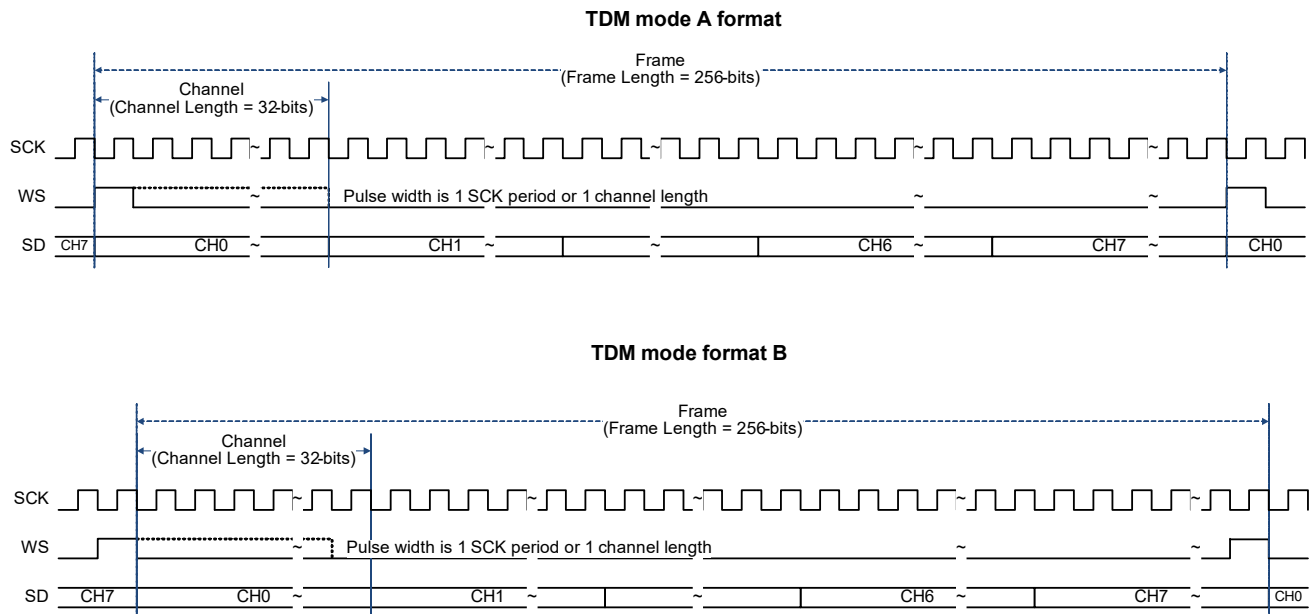 TDM mode A format
Frame
(Frame Length = 256-bits)
Channel
(Channel Length = 32-bits)
SCK ~ ~ ~ ~ ~
WS ~ Pulse width is 1 SCK period or 1 channel length ~ ~
SD CH7 CH0 ~ CH1 ~ ~ CH6 ~ CH7 ~ CH0
TDM mode format B
Frame
(Frame Length = 256-bits)
Channel
(Channel Length = 32-bits)
SCK ~ ~ ~ ~ ~
WS ~ Pulse width is 1 SCK period or 1 channel length ~ ~
SD CH7 CH0 ~ CH1 ~ ~ CH6 ~ CH7 ~ CH0